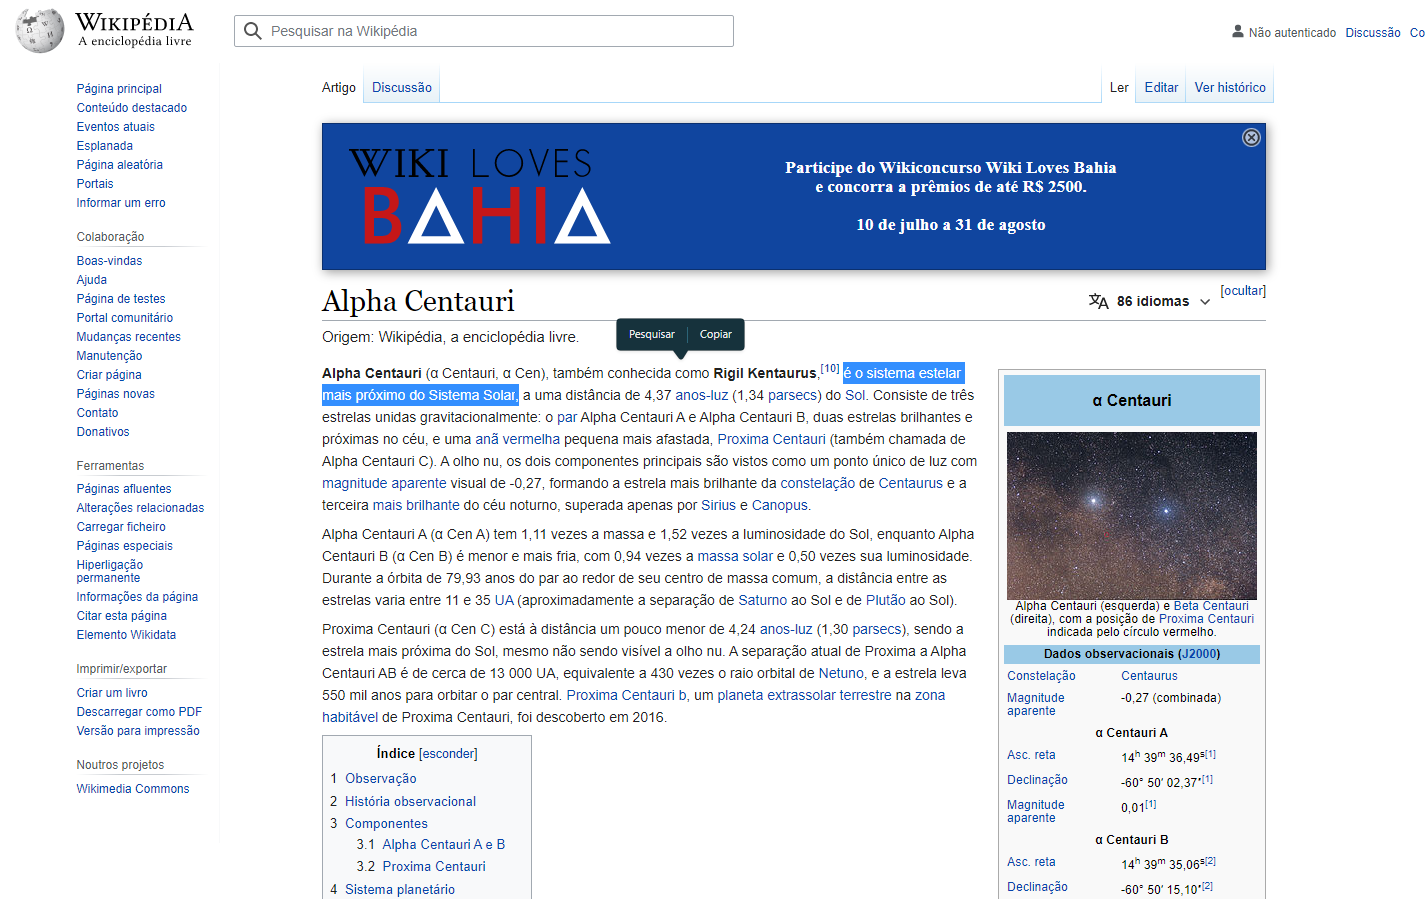 WIKIPÉDIA
A enciclopédia livre
Pesquisar na Wikipédia
Não autenticado Discussão Co
Página principal
Conteúdo destacado
Eventos atuais
Esplanada
Página aleatória
Portais
Informar um erro
Colaboração
Boas-vindas
Ajuda
Página de testes
Portal comunitário
Mudanças recentes
Manutenção
Criar página
Páginas novas
Contato
Donativos
Ferramentas
Páginas afluentes
Alterações relacionadas
Carregar ficheiro
Páginas especiais
Hiperligação
permanente
Informações da página
Citar esta página
Elemento Wikidata
Imprimir/exportar
Criar um livro
Descarregar como PDF
Versão para impressão
Noutros projetos
Wikimedia Commons
Artigo Discussão
Ler Editar Ver histórico
WIKI LOVES
BAHIA
Participe do Wikiconcurso Wiki Loves Bahia
e concorra a prêmios de até R$ 2500.
10 de julho a 31 de agosto
[ocultar]
Alpha Centauri
86 idiomas
Origem: Wikipédia, a enciclopédia livre.
Pesquisar Copiar
Alpha Centauri (α Centauri, α Cen), também conhecida como Rigil Kentaurus,[10] é o sistema estelar
mais próximo do Sistema Solar, a uma distância de 4,37 anos-luz (1,34 parsecs) do Sol. Consiste de três
estrelas unidas gravitacionalmente: o par Alpha Centauri A e Alpha Centauri B, duas estrelas brilhantes e
próximas no céu, e uma anã vermelha pequena mais afastada, Proxima Centauri (também chamada de
Alpha Centauri C). A olho nu, os dois componentes principais são vistos como um ponto único de luz com
magnitude aparente visual de -0,27, formando a estrela mais brilhante da constelação de Centaurus e a
terceira mais brilhante do céu noturno, superada apenas por Sirius e Canopus.
Alpha Centauri A (α Cen A) tem 1,11 vezes a massa e 1,52 vezes a luminosidade do Sol, enquanto Alpha
Centauri B (α Cen B) é menor e mais fria, com 0,94 vezes a massa solar e 0,50 vezes sua luminosidade.
Durante a órbita de 79,93 anos do par ao redor de seu centro de massa comum, a distância entre as
estrelas varia entre 11 e 35 UA (aproximadamente a separação de Saturno ao Sol e de Plutão ao Sol).
Proxima Centauri (α Cen C) está à distância um pouco menor de 4,24 anos-luz (1,30 parsecs), sendo a
estrela mais próxima do Sol, mesmo não sendo visível a olho nu. A separação atual de Proxima a Alpha
Centauri AB é de cerca de 13 000 UA, equivalente a 430 vezes o raio orbital de Netuno, e a estrela leva
550 mil anos para orbitar o par central. Proxima Centauri b, um planeta extrassolar terrestre na zona
habitável de Proxima Centauri, foi descoberto em 2016.
Índice [esconder]
1 Observação
2 História observacional
3 Componentes
3.1 Alpha Centauri A e B
3.2 Proxima Centauri
4 Sistema planetário
α Centauri
Alpha Centauri (esquerda) e Beta Centauri
(direita), com a posição de Proxima Centauri
indicada pelo círculo vermelho.
Dados observacionais (J2000)
Constelação Centaurus
Magnitude
aparente -0,27 (combinada)
α Centauri A
Asc. reta 14h 39m 36,49s[1]
Declinação -60° 50′ 02,37″[1]
Magnitude
aparente 0,01[1]
α Centauri B
Asc. reta 14h 39m 35,06s[2]
Declinação -60° 50′ 15,10″[2]